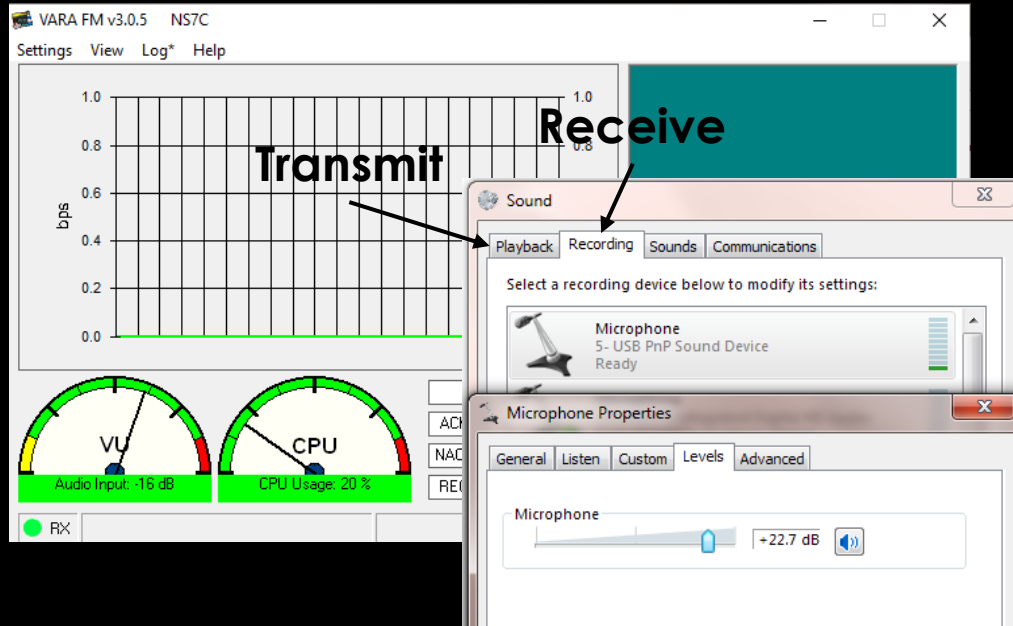 VARA FM v3.0.5 NS7C
Settings View Log* Help
1.0
0.8
0.6
0.4
0.2
0.0
bps
1.0
0.8
Transmit
Receive
VU
Audio Input: -16 dB
CPU
CPU Usage: 20 %
RX
Sound
Playback Recording Sounds Communications
Select a recording device below to modify its settings:
Microphone
5- USB PnP Sound Device
Ready
Microphone Properties
General Listen Custom Levels Advanced
Microphone
+22.7 dB